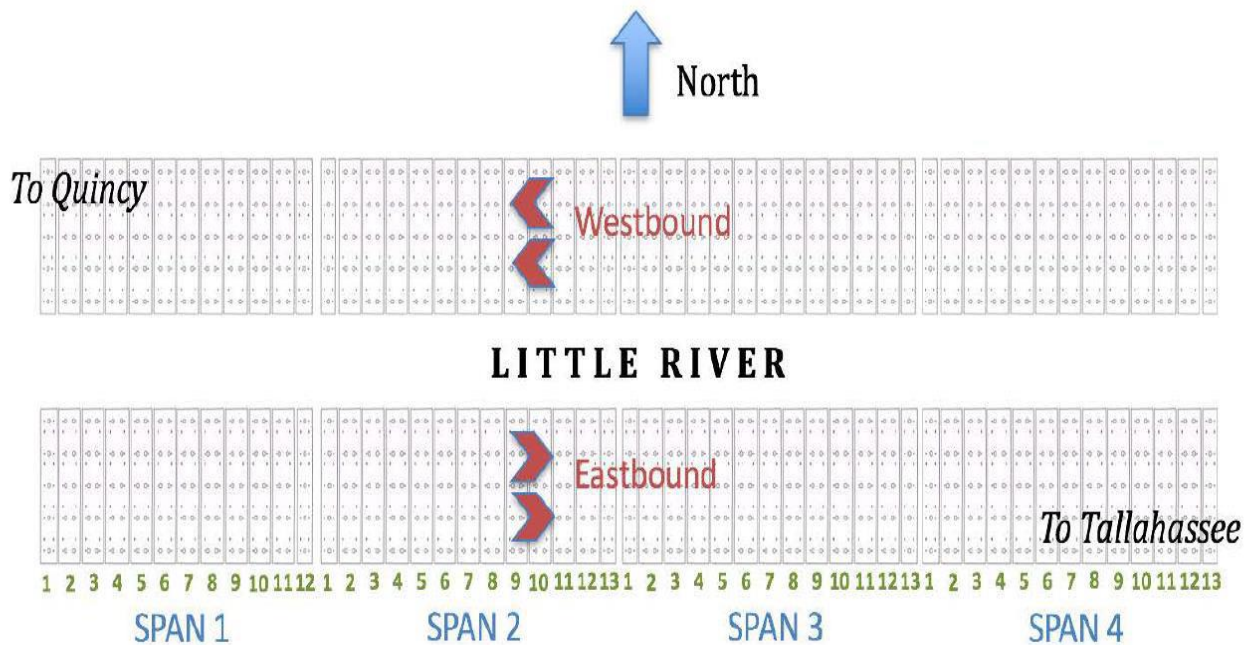 North
To Quincy
Westbound
LITTLE RIVER
Eastbound
To Tallahassee
1 2 3 4 5 6 7 8 9 10 11 12 1 2 3 4 5 6 7 8 9 10 11 12 13 1 2 3 4 5 6 7 8 9 10 11 12 13 1 2 3 4 5 6 7 8 9 10 11 12 13
SPAN 1 SPAN 2 SPAN 3 SPAN 4